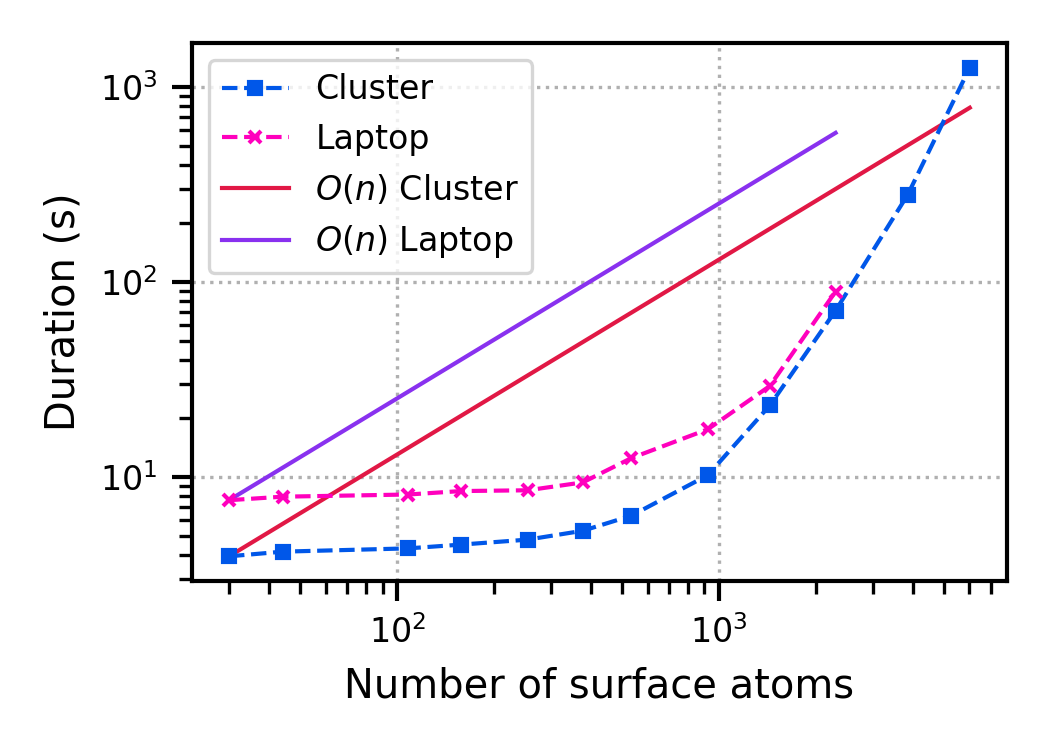 Cluster
Laptop
O(n) Cluster
O(n) Laptop
10³
10²
10¹
Duration (s)
10² 10³
Number of surface atoms